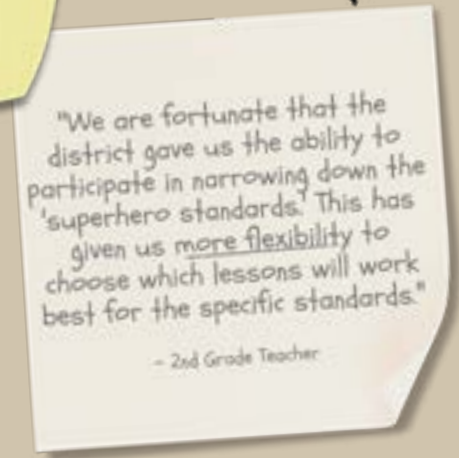 "We are fortunate that the
district gave us the ability to
participate in narrowing down the
'superhero standards.' This has
given us more flexibility to
choose which lessons will work
best for the specific standards."
- 2nd Grade Teacher